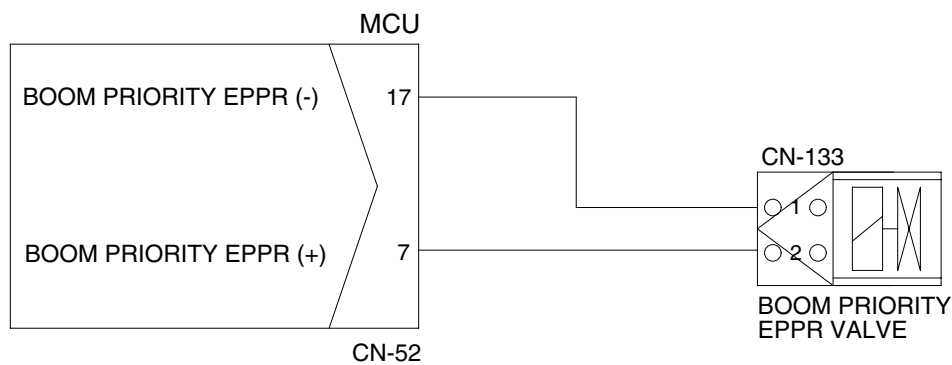 MCU
BOOM PRIORITY EPPR (-)
17
CN-133
1
BOOM PRIORITY EPPR (+)
7
2
BOOM PRIORITY
EPPR VALVE
CN-52